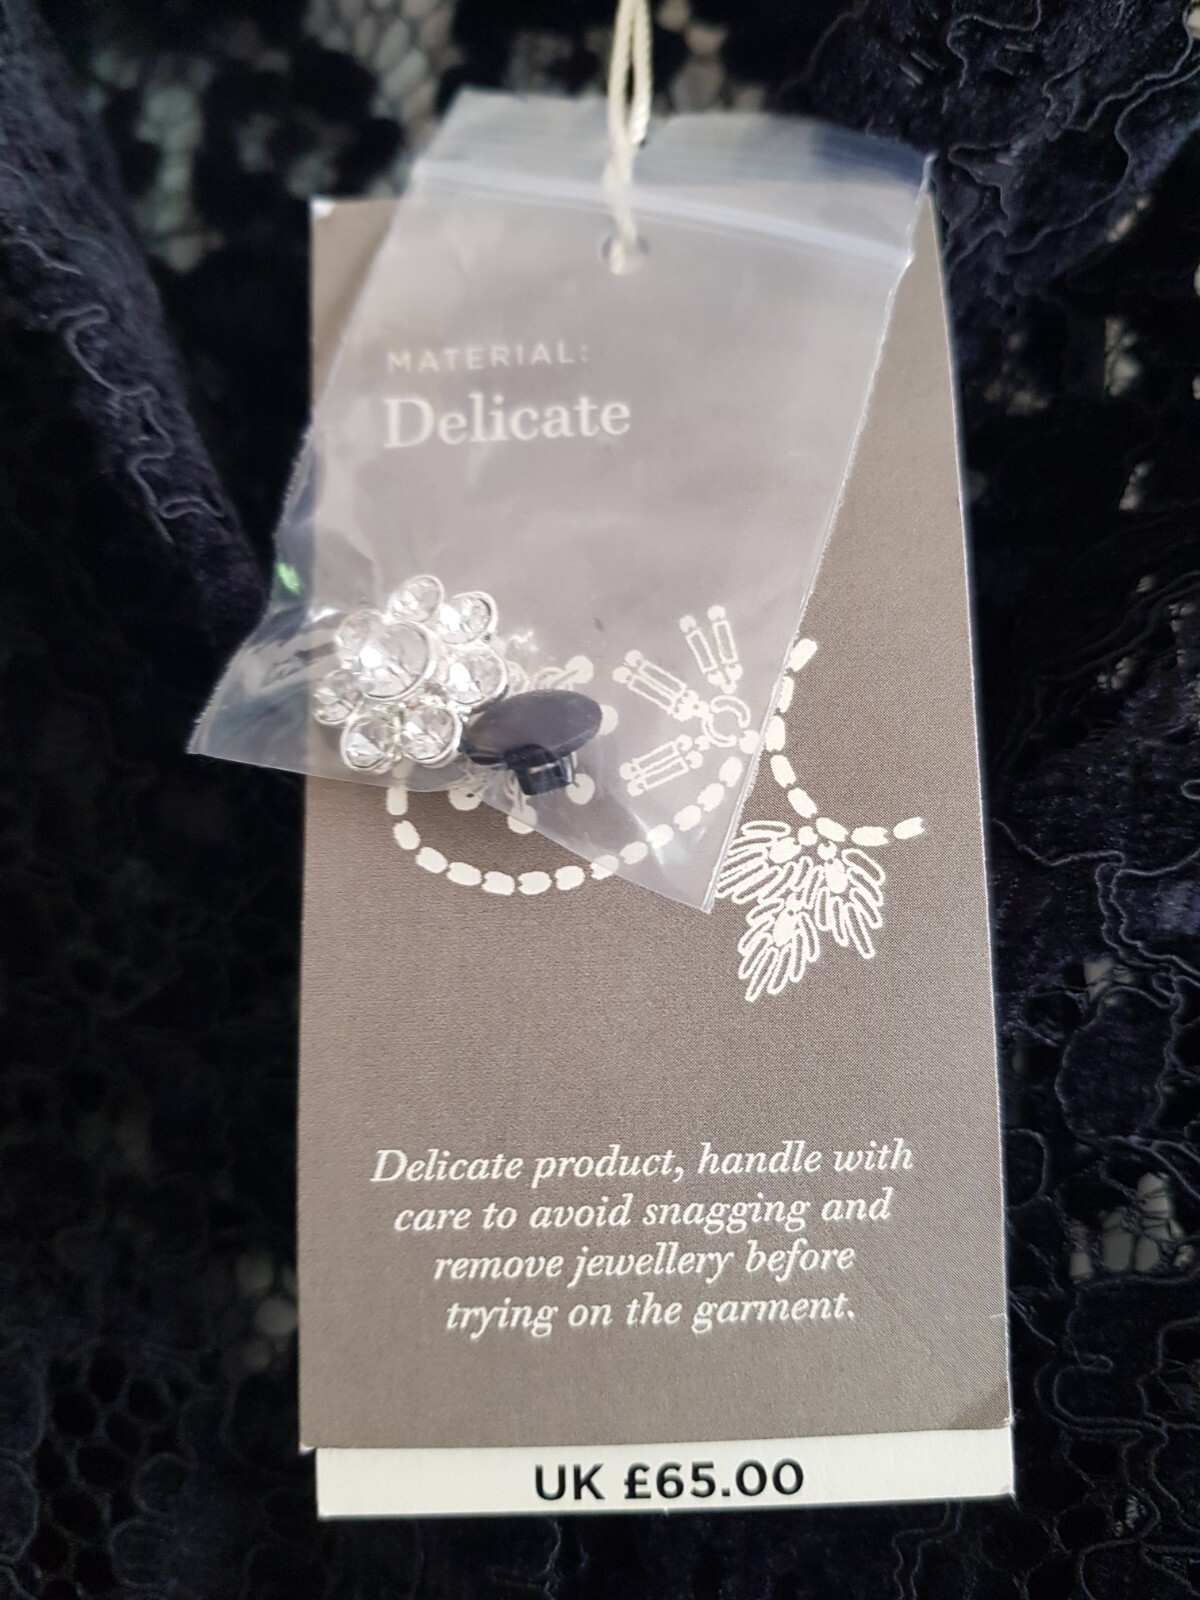 MATERIAL:
Delicate
Delicate product, handle with
care to avoid snagging and
remove jewellery before
trying on the garment.
UK £65.00